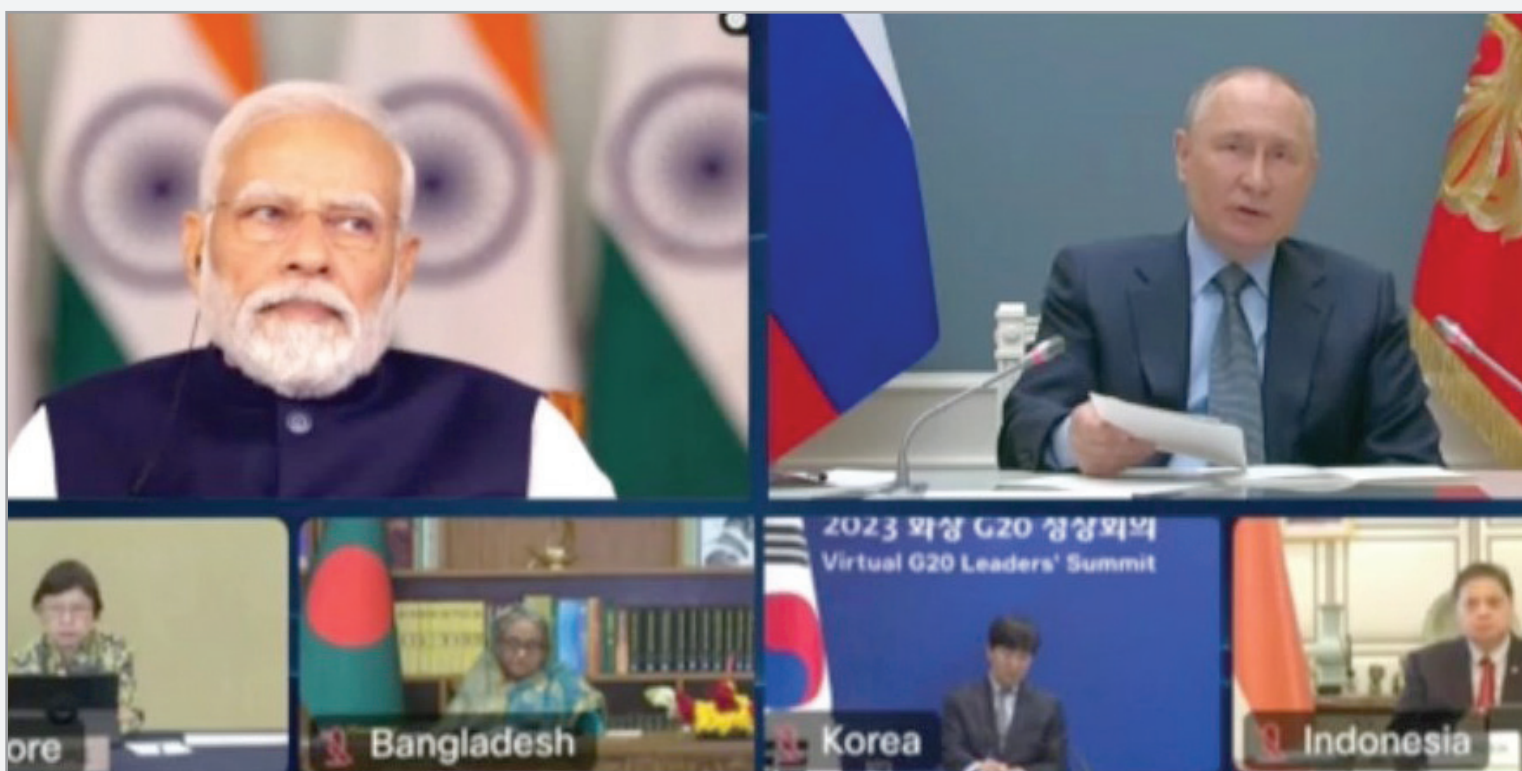 2023 화상 G20 정상회의
Virtual G20 Leaders' Summit
ore
Bangladesh
Korea
Indonesia